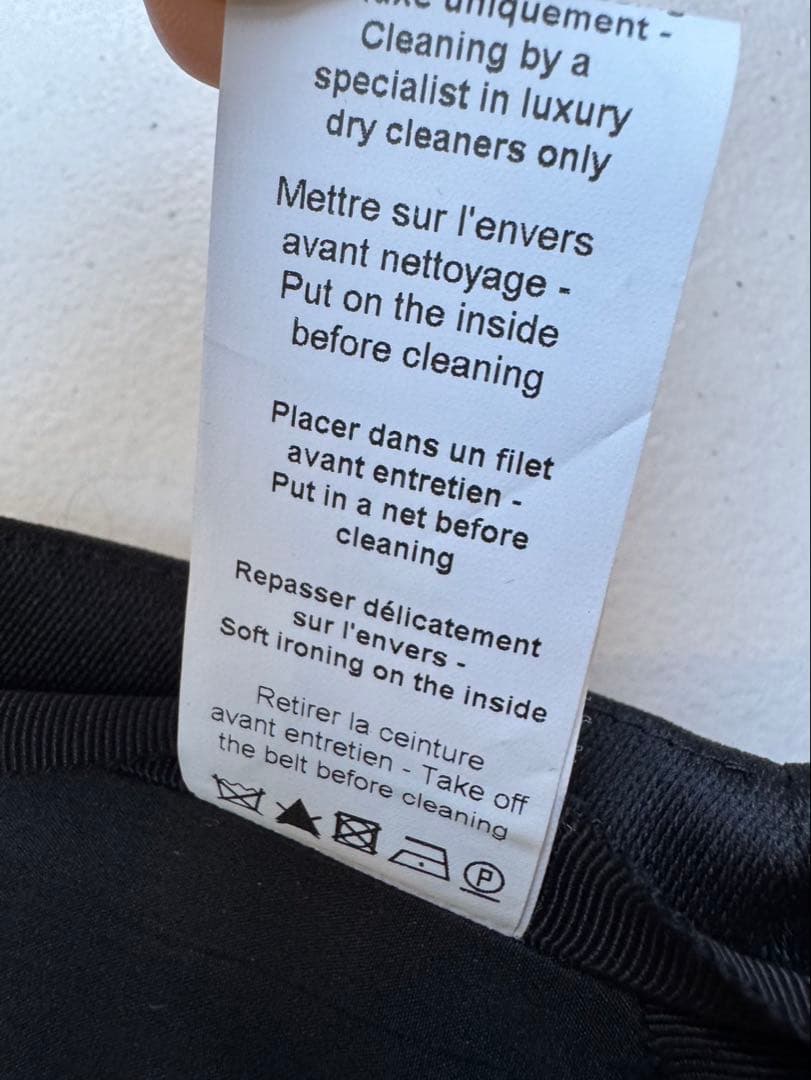 uniquement -
Cleaning by a
specialist in luxury
dry cleaners only
Mettre sur l'envers
avant nettoyage -
Put on the inside
before cleaning
Placer dans un filet
avant entretien -
Put in a net before
cleaning
Repasser délicatement
sur l'envers -
Soft ironing on the inside
Retirer la ceinture
avant entretien - Take off
the belt before cleaning
P